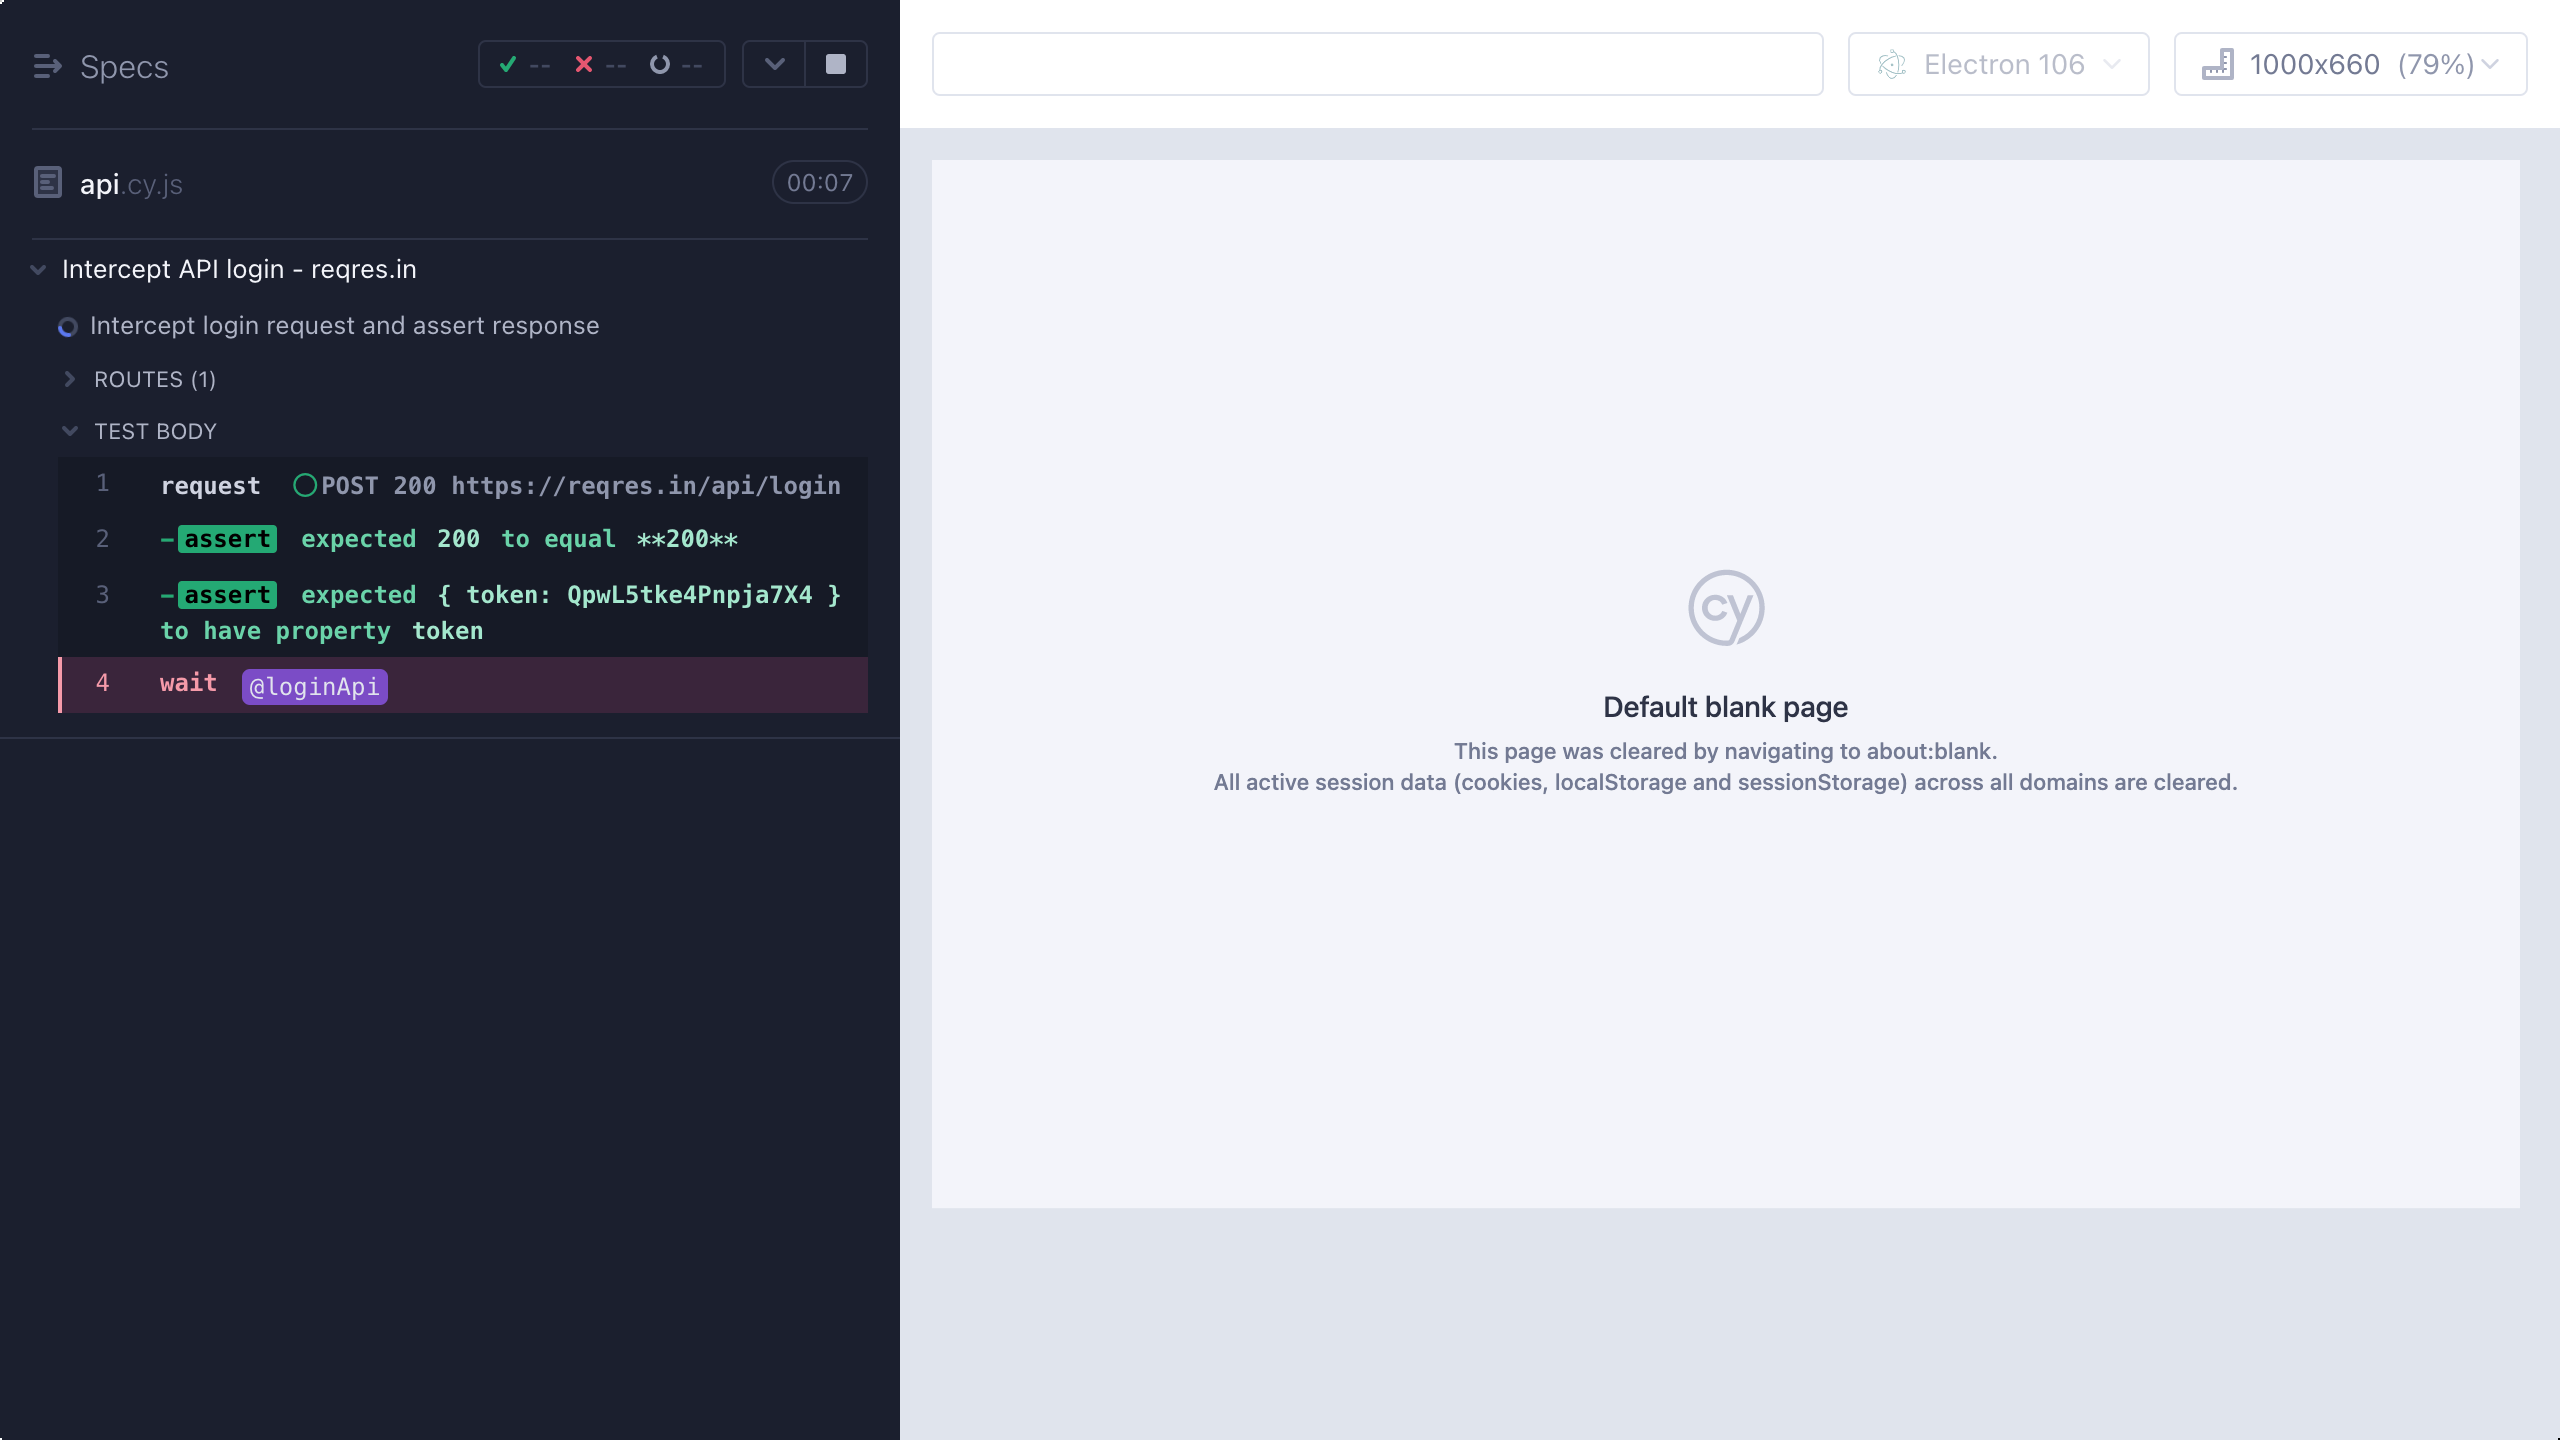 Specs
-- -- --
api.cy.js
00:07
Intercept API login - reqres.in
Intercept login request and assert response
ROUTES (1)
TEST BODY
1 request POST 200 https://reqres.in/api/login
2 -assert expected 200 to equal **200**
3 -assert expected { token: QpwL5tke4Pnpja7X4 }
to have property token
4 wait @loginApi
Electron 106
1000x660 (79%)
cy
Default blank page
This page was cleared by navigating to about:blank.
All active session data (cookies, localStorage and sessionStorage) across all domains are cleared.